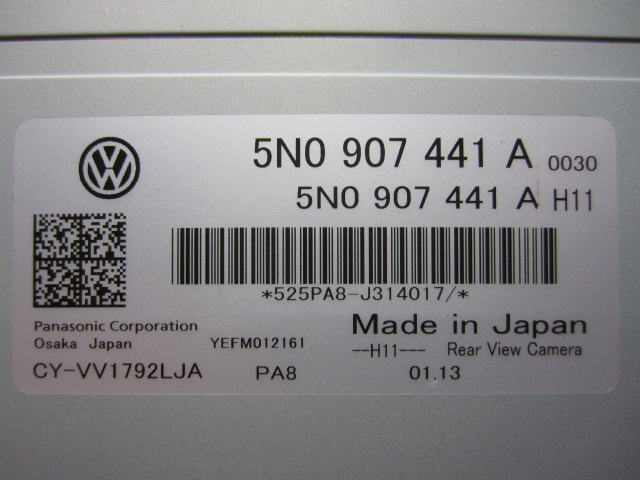 5N0 907 441 A 0030
5N0 907 441 A H11
*525PA8-J314017/*
Panasonic Corporation
Osaka Japan
YEFM012161
Made in Japan
--H11-- Rear View Camera
CY-VV1792LJA
PA8
01.13